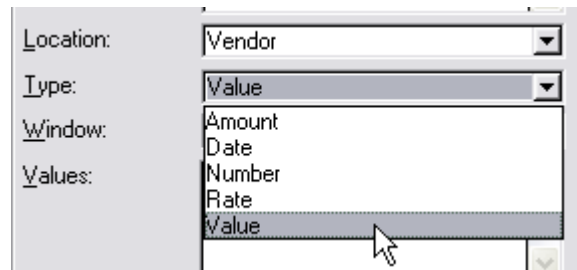 Location: Vendor
Type: Value
Window:
Amount
Date
Values:
Number
Rate
Value